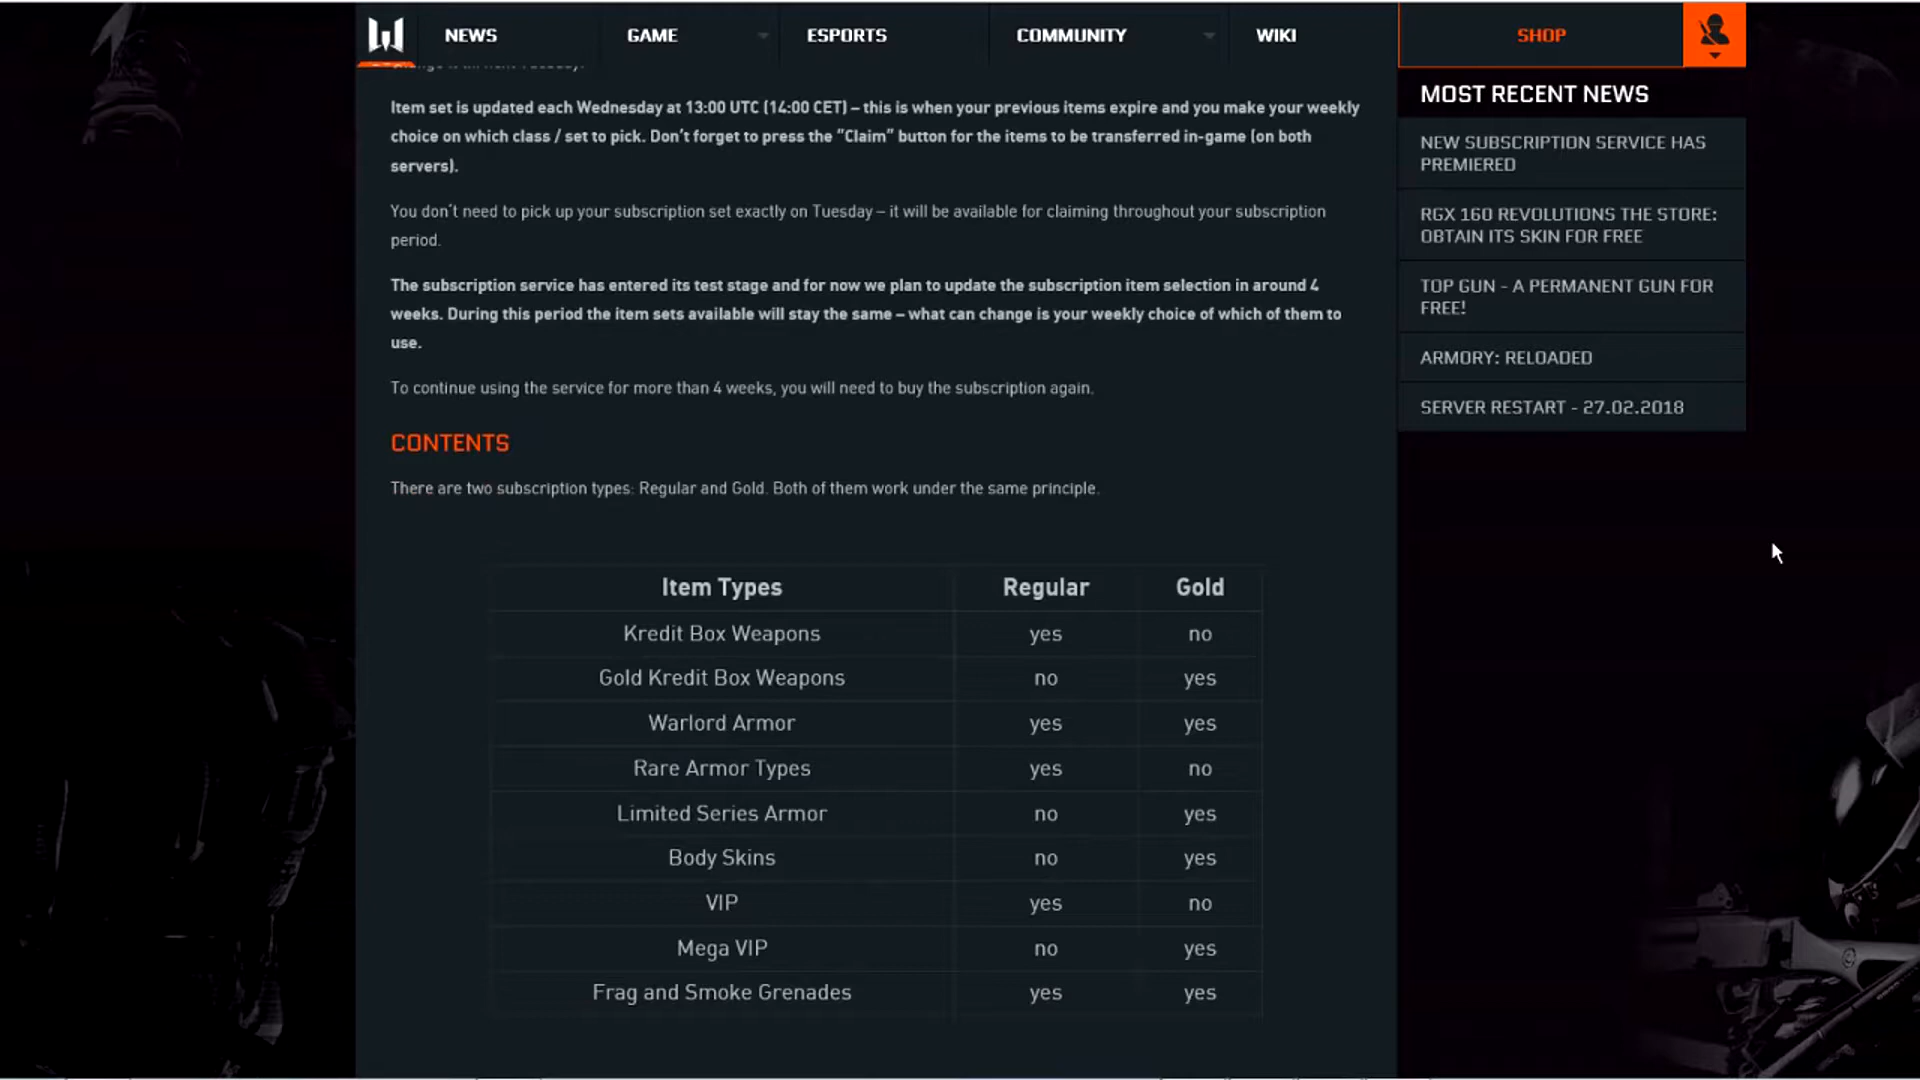 NEWS
GAME
ESPORTS
COMMUNITY
WIKI
SHOP
Item set is updated each Wednesday at 13:00 UTC (14:00 CET) – this is when your previous items expire and you make your weekly
choice on which class / set to pick. Don't forget to press the "Claim" button for the items to be transferred in-game (on both
servers).
You don't need to pick up your subscription set exactly on Tuesday – it will be available for claiming throughout your subscription
period.
The subscription service has entered its test stage and for now we plan to update the subscription item selection in around 4
weeks. During this period the item sets available will stay the same – what can change is your weekly choice of which of them to
use.
To continue using the service for more than 4 weeks, you will need to buy the subscription again.
CONTENTS
There are two subscription types: Regular and Gold. Both of them work under the same principle.
Item Types Regular Gold
Kredit Box Weapons yes no
Gold Kredit Box Weapons no yes
Warlord Armor yes yes
Rare Armor Types yes no
Limited Series Armor no yes
Body Skins no yes
VIP yes no
Mega VIP no yes
Frag and Smoke Grenades yes yes
MOST RECENT NEWS
NEW SUBSCRIPTION SERVICE HAS
PREMIERED
RGX 160 REVOLUTIONS THE STORE:
OBTAIN ITS SKIN FOR FREE
TOP GUN - A PERMANENT GUN FOR
FREE!
ARMORY: RELOADED
SERVER RESTART - 27.02.2018